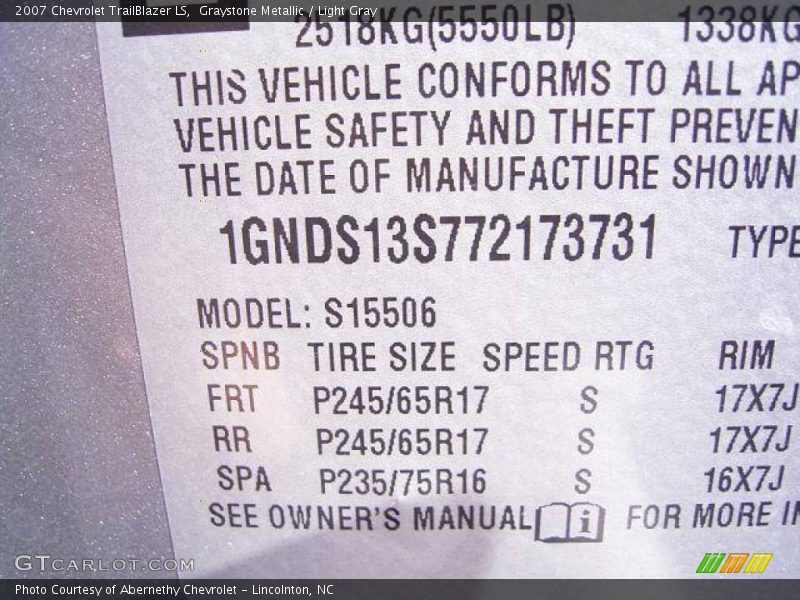 2007 Chevrolet TrailBlazer LS, Graystone Metallic / Light Gray
2518KG(5550LB) 1338KG
THIS VEHICLE CONFORMS TO ALL AP
VEHICLE SAFETY AND THEFT PREVEN
THE DATE OF MANUFACTURE SHOWN
1GNDS13S772173731 TYPE
MODEL: S15506
SPNB TIRE SIZE SPEED RTG RIM
FRT P245/65R17 S 17X7J
RR P245/65R17 S 17X7J
SPA P235/75R16 S 16X7J
SEE OWNER'S MANUAL i FOR MORE IN
GTcarlot.com
Photo Courtesy of Abernethy Chevrolet - Lincolnton, NC